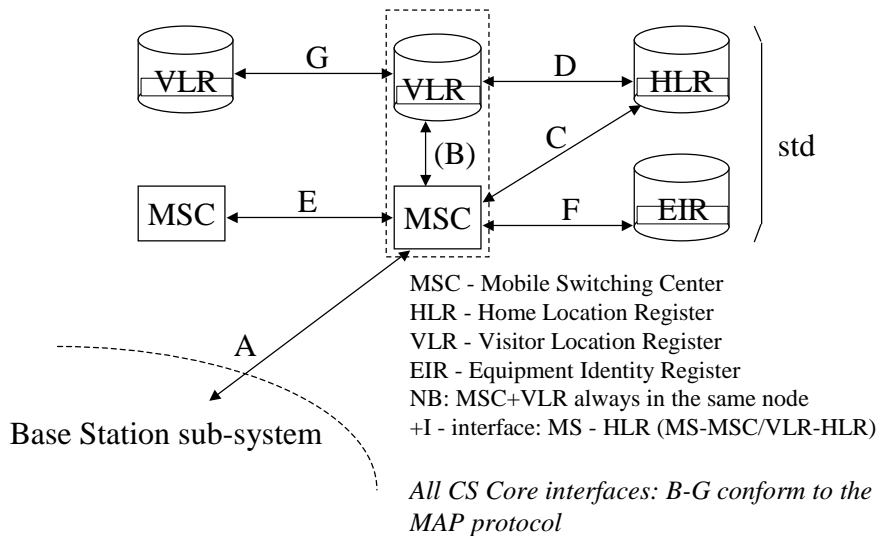 G
D
VLR
VLR
HLR
(B)
C
std
E
F
MSC
MSC
EIR
MSC - Mobile Switching Center
HLR - Home Location Register
VLR - Visitor Location Register
EIR - Equipment Identity Register
NB: MSC+VLR always in the same node
+I - interface: MS - HLR (MS-MSC/VLR-HLR)
A
Base Station sub-system
All CS Core interfaces: B-G conform to the
MAP protocol